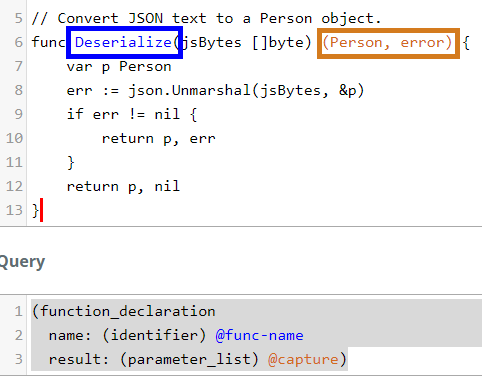 5 // Convert JSON text to a Person object.
6 func Deserialize(jsBytes []byte) (Person, error) {
7 var p Person
8 err := json.Unmarshal(jsBytes, &p)
9 if err != nil {
10 return p, err
11 }
12 return p, nil
13 }
Query
1 (function_declaration
2 name: (identifier) @func-name
3 result: (parameter_list) @capture)